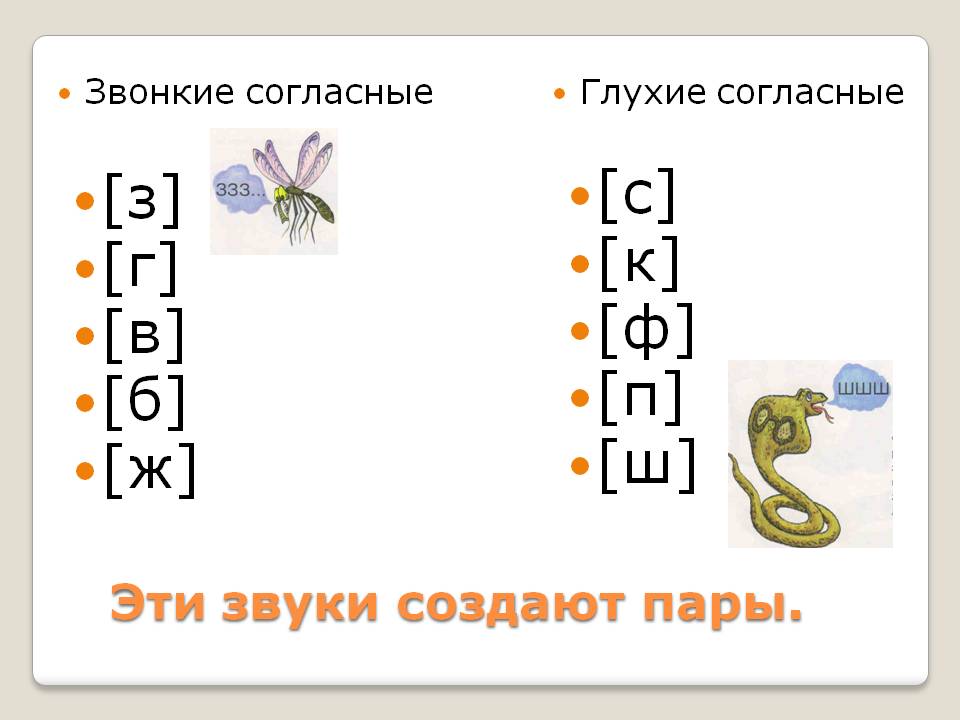 Звонкие согласные
[з]
ззз...
[г]
[в]
[б]
[ж]
Глухие согласные
[с]
[к]
[ф]
[п]
[ш]
шшш
Эти звуки создают пары.